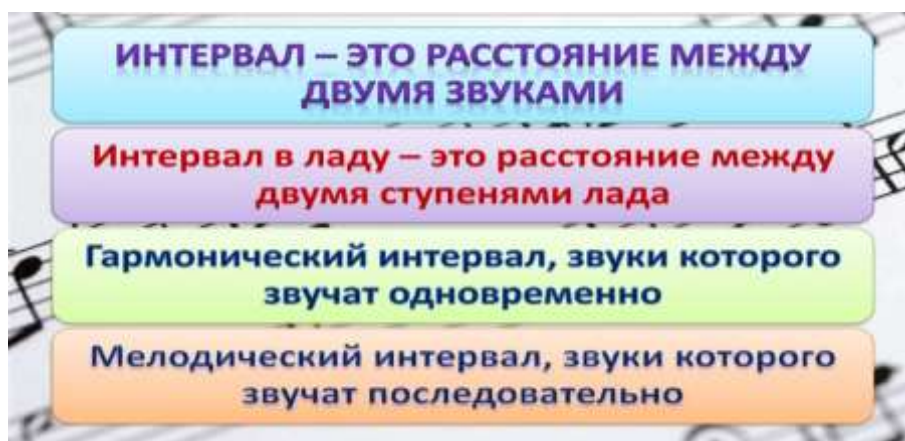 ИНТЕРВАЛ – ЭТО РАССТОЯНИЕ МЕЖДУ
ДВУМЯ ЗВУКАМИ
Интервал в ладу – это расстояние между
двумя ступенями лада
Гармонический интервал, звуки которого
звучат одновременно
Мелодический интервал, звуки которого
звучат последовательно